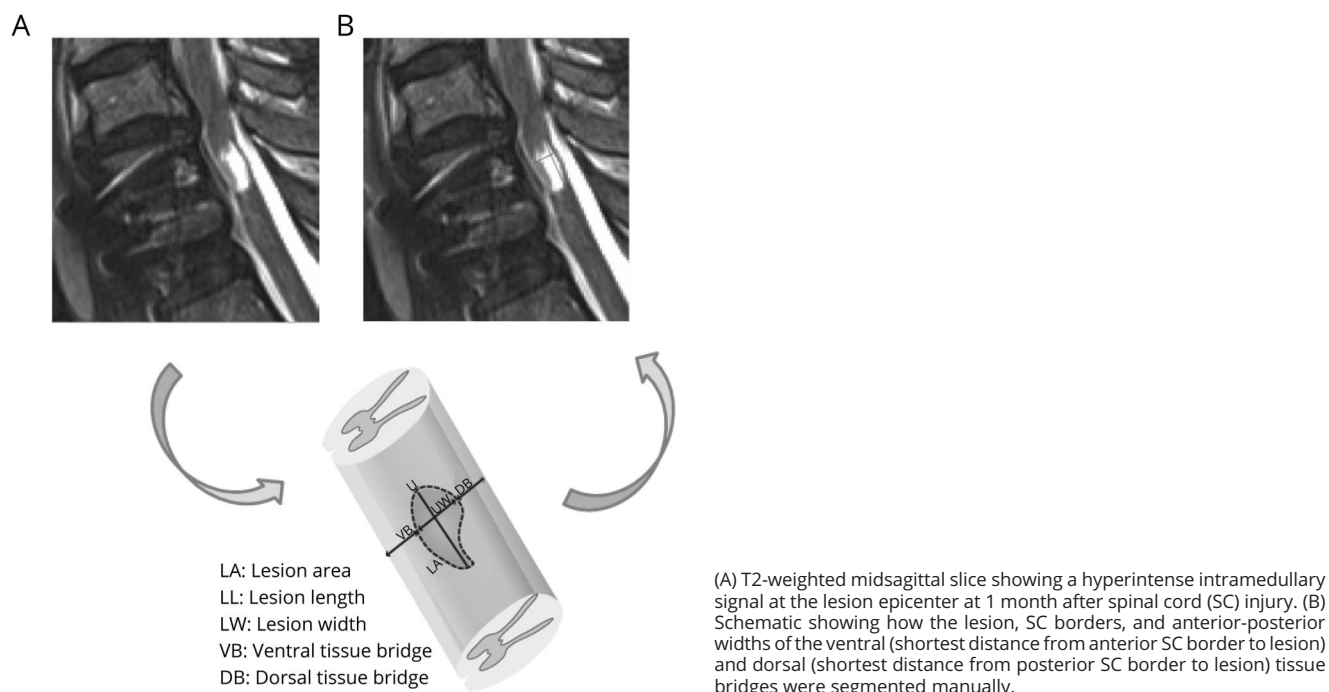 A
B
U
UW
DB
VB
LA
LA: Lesion area
LL: Lesion length
LW: Lesion width
VB: Ventral tissue bridge
DB: Dorsal tissue bridge
(A) T2-weighted midsagittal slice showing a hyperintense intramedullary
signal at the lesion epicenter at 1 month after spinal cord (SC) injury. (B)
Schematic showing how the lesion, SC borders, and anterior-posterior
widths of the ventral (shortest distance from anterior SC border to lesion)
and dorsal (shortest distance from posterior SC border to lesion) tissue
bridges were segmented manually.